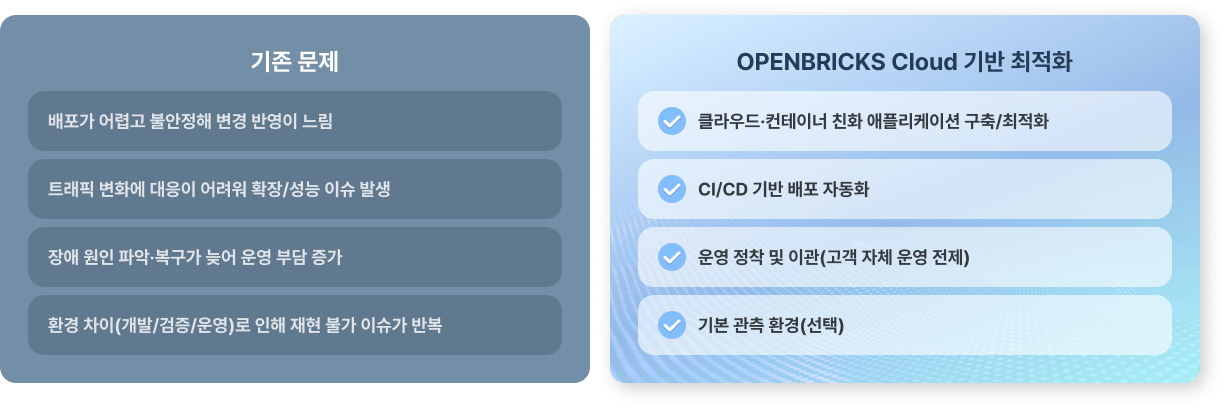 기존 문제
배포가 어렵고 불안정해 변경 반영이 느림
트래픽 변화에 대응이 어려워 확장/성능 이슈 발생
장애 원인 파악·복구가 늦어 운영 부담 증가
환경 차이(개발/검증/운영)로 인해 재현 불가 이슈가 반복
OPENBRICKS Cloud 기반 최적화
클라우드·컨테이너 친화 애플리케이션 구축/최적화
CI/CD 기반 배포 자동화
운영 정착 및 이관(고객 자체 운영 전제)
기본 관측 환경(선택)